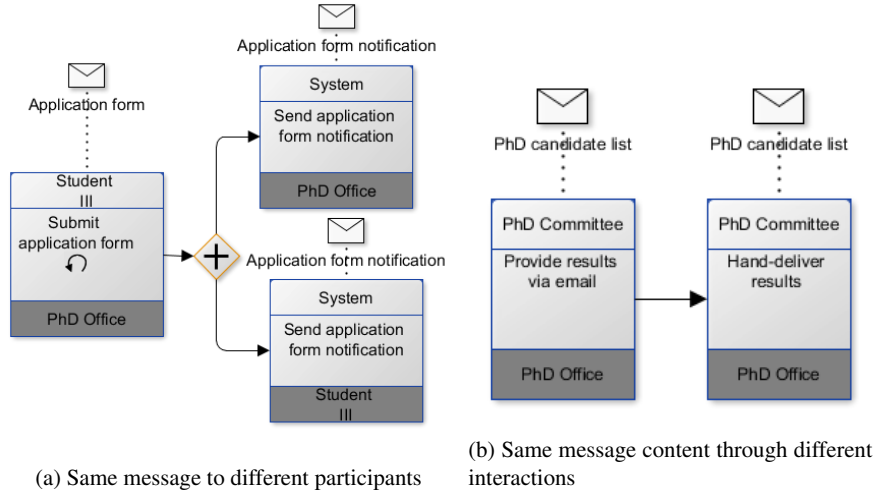 Application form
Student
III
Submit
application form
PhD Office
Application form notification
System
Send application
form notification
PhD Office
Application form notification
System
Send application
form notification
Student
III
(a) Same message to different participants
PhD candidate list
PhD Committee
Provide results
via email
PhD Office
PhD candidate list
PhD Committee
Hand-deliver
results
PhD Office
(b) Same message content through different
interactions